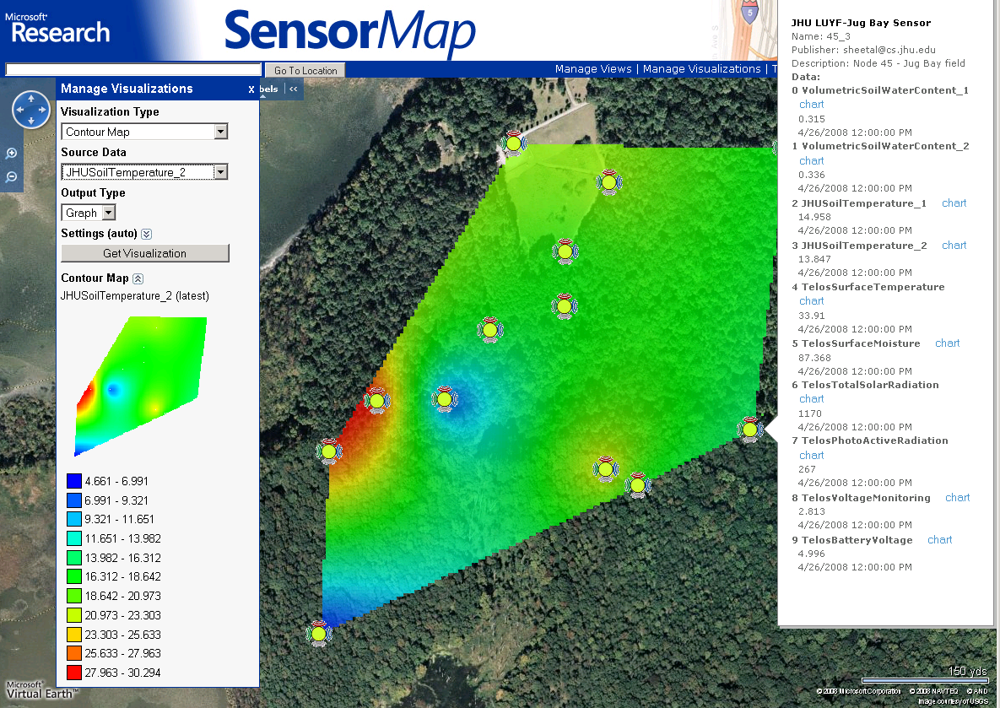 Microsoft®
Research
SensorMap
Go To Location
Manage Views | Manage Visualizations | T
Manage Visualizations
x
bels
<<
Visualization Type
Contour Map
Source Data
JHUSoilTemperature_2
Output Type
Graph
Settings (auto)
Get Visualization
Contour Map
JHUSoilTemperature_2 (latest)
4.661 - 6.991
6.991 - 9.321
9.321 - 11.651
11.651 - 13.982
13.982 - 16.312
16.312 - 18.642
18.642 - 20.973
20.973 - 23.303
23.303 - 25.633
25.633 - 27.963
27.963 - 30.294
Microsoft®
Virtual Earth™
5
JHU LUYF-Jug Bay Sensor
Name: 45_3
Publisher: sheetal@cs.jhu.edu
Description: Node 45 - Jug Bay field
Data:
0 VolumetricSoilWaterContent_1
chart
0.315
4/26/2008 12:00:00 PM
1 VolumetricSoilWaterContent_2
chart
0.336
4/26/2008 12:00:00 PM
2 JHUSoilTemperature_1 chart
14.958
4/26/2008 12:00:00 PM
3 JHUSoilTemperature_2 chart
13.847
4/26/2008 12:00:00 PM
4 TelosSurfaceTemperature
chart
33.91
4/26/2008 12:00:00 PM
5 TelosSurfaceMoisture chart
87.368
4/26/2008 12:00:00 PM
6 TelosTotalSolarRadiation
chart
1170
4/26/2008 12:00:00 PM
7 TelosPhotoActiveRadiation
chart
267
4/26/2008 12:00:00 PM
8 TelosVoltageMonitoring chart
2.813
4/26/2008 12:00:00 PM
9 TelosBatteryVoltage chart
4.996
4/26/2008 12:00:00 PM
150 yds
© 2008 Microsoft Corporation © 2008 NAVTEQ © AND
Image courtesy of USGS